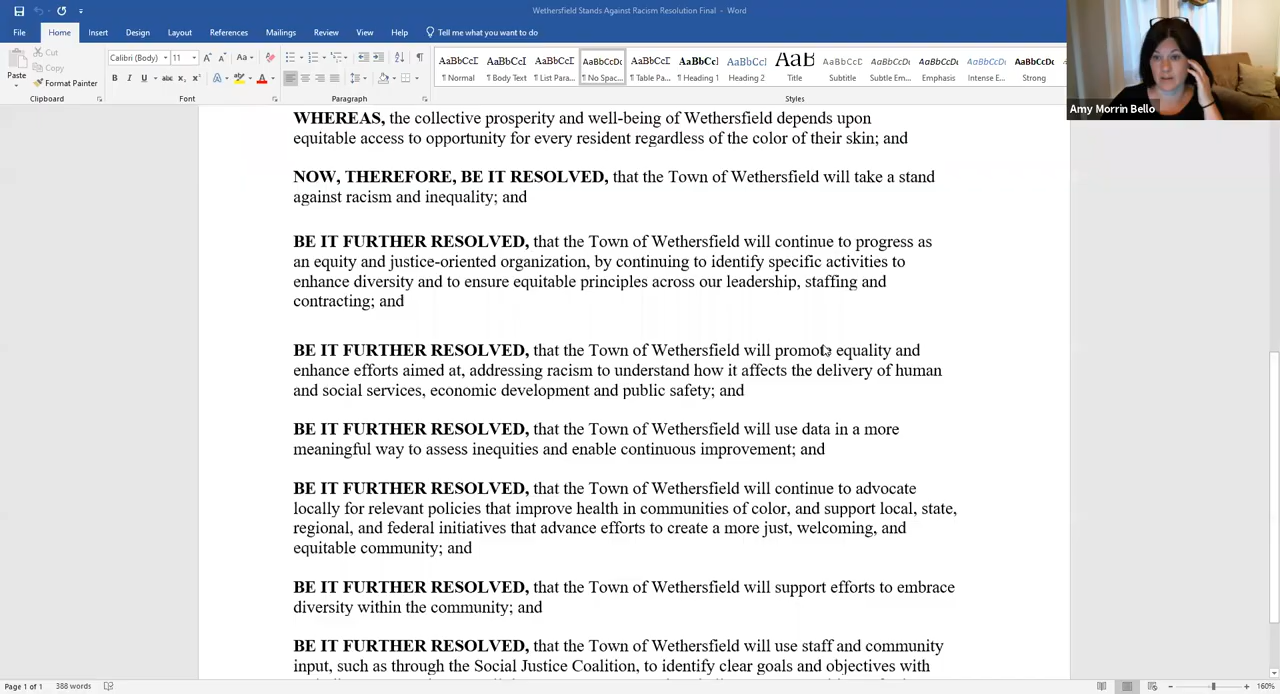 Wethersfield Stands Against Racism Resolution Final - Word
File Home Insert Design Layout References Mailings Review View Help Tell me what you want to do
Cut
Copy
Paste Format Painter
Clipboard
Calibri (Body) 11
Font
Paragraph
AaBbCcDc AaBbCcDc AaBbCcDc AaBbCcDc AaBbCcDc AaBbCc AaBbCc
¶ Normal ¶ Body Text ¶ List Para... ¶ No Spac... ¶ Table Pa... ¶ Heading 1 Heading 2 Title Subtitle Subtle Em... Emphasis Intense E... Strong
Styles
Amy Morrin Bello
WHEREAS, the collective prosperity and well-being of Wethersfield depends upon
equitable access to opportunity for every resident regardless of the color of their skin; and
NOW, THEREFORE, BE IT RESOLVED, that the Town of Wethersfield will take a stand
against racism and inequality; and
BE IT FURTHER RESOLVED, that the Town of Wethersfield will continue to progress as
an equity and justice-oriented organization, by continuing to identify specific activities to
enhance diversity and to ensure equitable principles across our leadership, staffing and
contracting; and
BE IT FURTHER RESOLVED, that the Town of Wethersfield will promote equality and
enhance efforts aimed at, addressing racism to understand how it affects the delivery of human
and social services, economic development and public safety; and
BE IT FURTHER RESOLVED, that the Town of Wethersfield will use data in a more
meaningful way to assess inequities and enable continuous improvement; and
BE IT FURTHER RESOLVED, that the Town of Wethersfield will continue to advocate
locally for relevant policies that improve health in communities of color, and support local, state,
regional, and federal initiatives that advance efforts to create a more just, welcoming, and
equitable community; and
BE IT FURTHER RESOLVED, that the Town of Wethersfield will support efforts to embrace
diversity within the community; and
BE IT FURTHER RESOLVED, that the Town of Wethersfield will use staff and community
input, such as through the Social Justice Coalition, to identify clear goals and objectives with
Page 1 of 1 388 words 160%